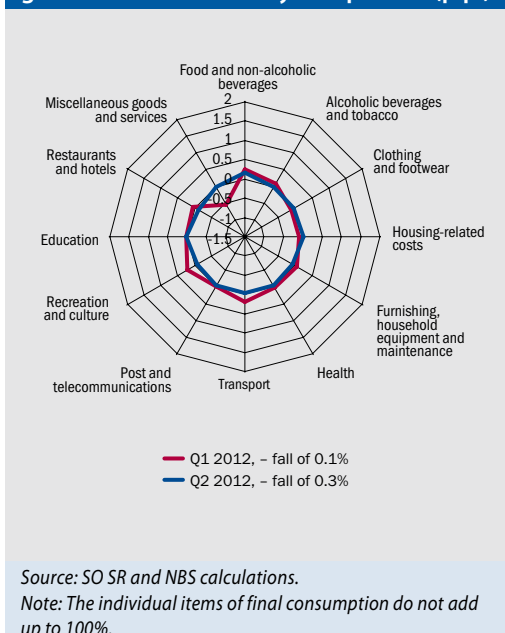 Food and non-alcoholic
beverages
Alcoholic beverages
and tobacco
Clothing
and footwear
Housing-related
costs
Furnishing,
household
equipment and
maintenance
Health
Transport
Post and
telecommunications
Recreation
and culture
Education
Restaurants
and hotels
Miscellaneous goods
and services
2
1.5
1
0.5
0
-0.5
-1
-1.5
Q1 2012, – fall of 0.1%
Q2 2012, – fall of 0.3%
Source: SO SR and NBS calculations.
Note: The individual items of final consumption do not add
up to 100%.